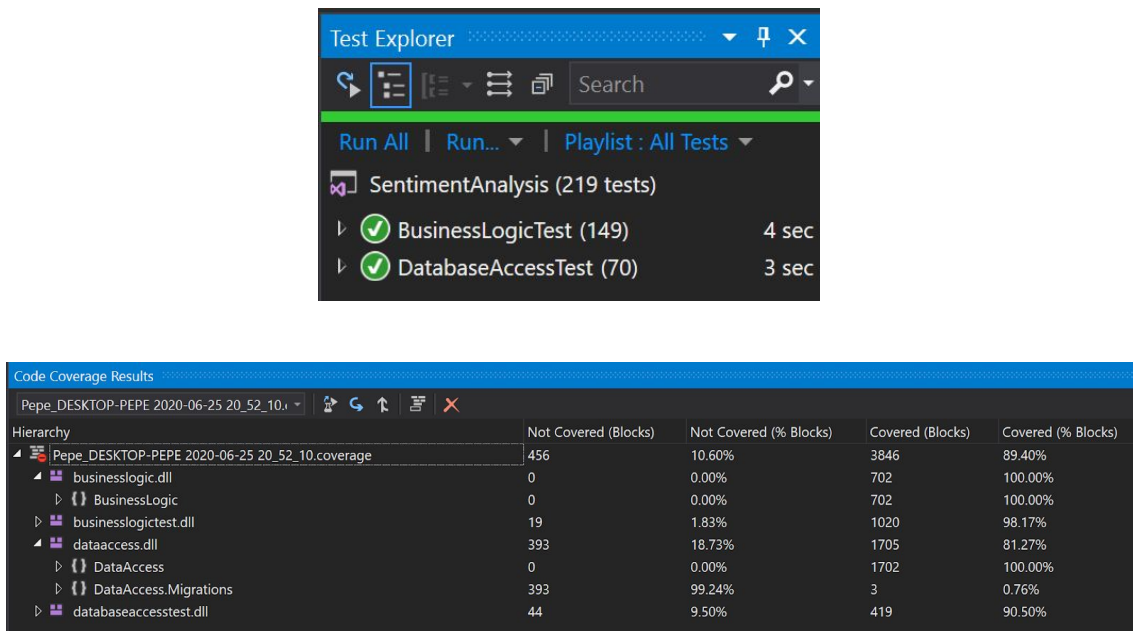 Test Explorer
Search
Run All | Run... | Playlist : All Tests
SentimentAnalysis (219 tests)
BusinessLogicTest (149) 4 sec
DatabaseAccessTest (70) 3 sec
Code Coverage Results
Pepe_DESKTOP-PEPE 2020-06-25 20_52_10.
Hierarchy Not Covered (Blocks) Not Covered (% Blocks) Covered (Blocks) Covered (% Blocks)
Pepe_DESKTOP-PEPE 2020-06-25 20_52_10.coverage 456 10.60% 3846 89.40%
businesslogic.dll 0 0.00% 702 100.00%
{} BusinessLogic 0 0.00% 702 100.00%
businesslogictest.dll 19 1.83% 1020 98.17%
dataaccess.dll 393 18.73% 1705 81.27%
{} DataAccess 0 0.00% 1702 100.00%
{} DataAccess.Migrations 393 99.24% 3 0.76%
databaseaccesstest.dll 44 9.50% 419 90.50%